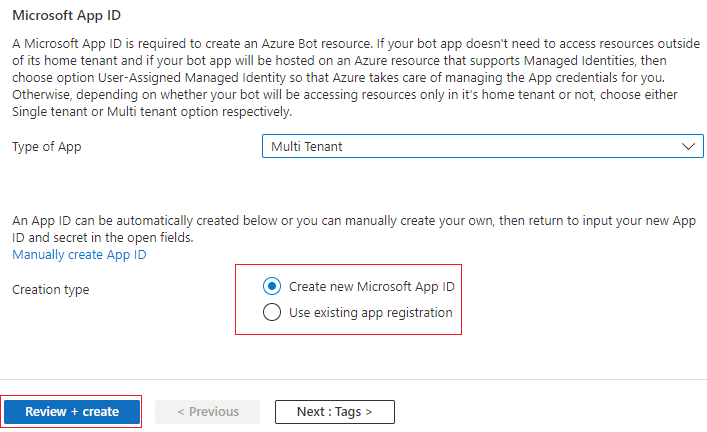 Microsoft App ID
A Microsoft App ID is required to create an Azure Bot resource. If your bot app doesn't need to access resources outside
of its home tenant and if your bot app will be hosted on an Azure resource that supports Managed Identities, then
choose option User-Assigned Managed Identity so that Azure takes care of managing the App credentials for you.
Otherwise, depending on whether your bot will be accessing resources only in it's home tenant or not, choose either
Single tenant or Multi tenant option respectively.
Type of App
Multi Tenant
An App ID can be automatically created below or you can manually create your own, then return to input your new App
ID and secret in the open fields.
Manually create App ID
Creation type
Create new Microsoft App ID
Use existing app registration
Review + create
< Previous
Next : Tags >